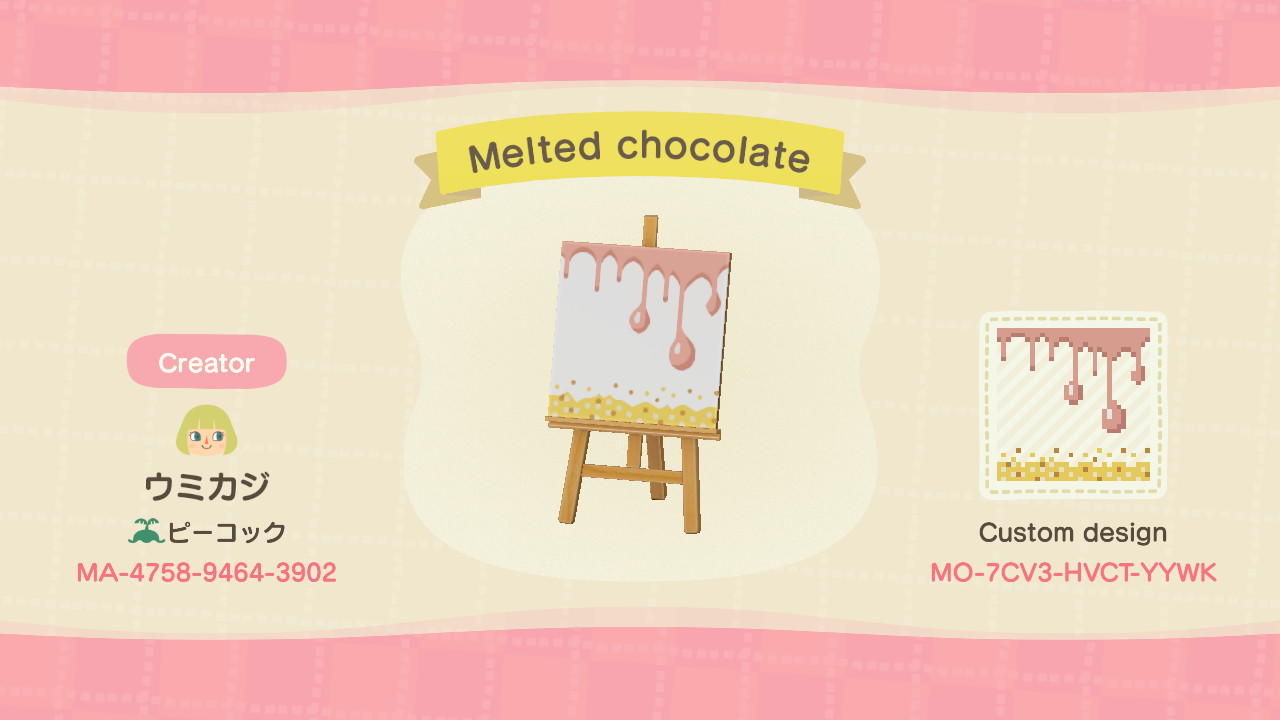 Melted chocolate
Creator
ウミカジ
ピーコック
MA-4758-9464-3902
Custom design
MO-7CV3-HVCT-YYWK